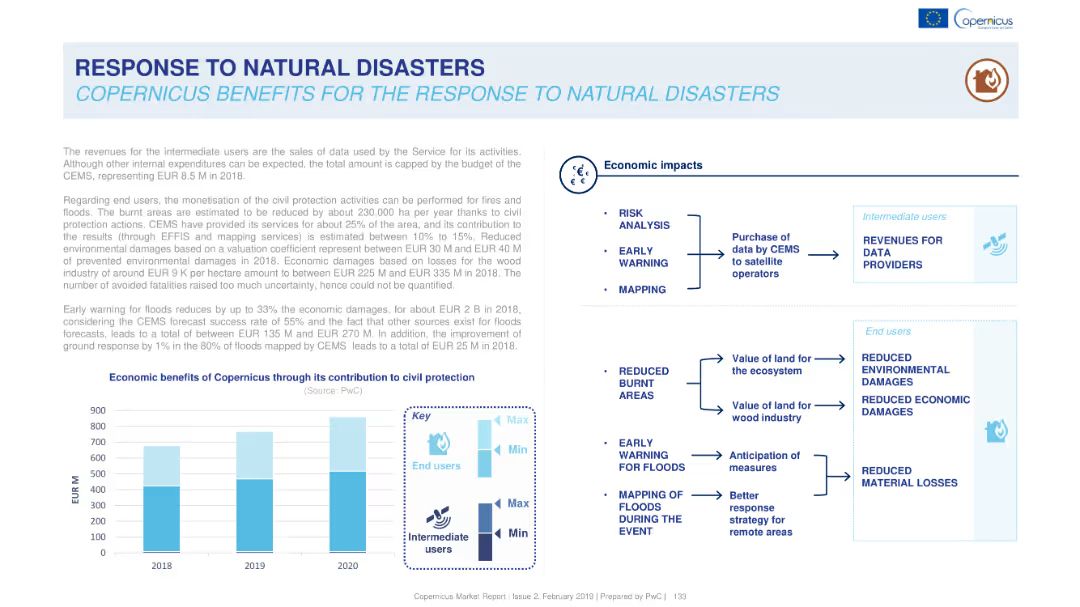 Copernicus
RESPONSE TO NATURAL DISASTERS
COPERNICUS BENEFITS FOR THE RESPONSE TO NATURAL DISASTERS
The revenues for the intermediate users are the sales of data used by the Service for its activities.
Although other internal expenditures can be expected, the total amount is capped by the budget of the
CEMS, representing EUR 8.5 M in 2018.
Regarding end users, the monetisation of the civil protection activities can be performed for fires and
floods. The burnt areas are estimated to be reduced by about 230.000 ha per year thanks to civil
protection actions. CEMS have provided its services for about 25% of the area, and its contribution to
the results (through EFFIS and mapping services) is estimated between 10% to 15%. Reduced
environmental damages based on a valuation coefficient represent between EUR 30 M and EUR 40 M
of prevented environmental damages in 2018. Economic damages based on losses for the wood
industry of around EUR 9 K per hectare amount to between EUR 225 M and EUR 335 M in 2018. The
number of avoided fatalities raised too much uncertainty, hence could not be quantified.
Early warning for floods reduces by up to 33% the economic damages, for about EUR 2 B in 2018,
considering the CEMS forecast success rate of 55% and the fact that other sources exist for floods
forecasts, leads to a total of between EUR 135 M and EUR 270 M. In addition, the improvement of
ground response by 1% in the 80% of floods mapped by CEMS leads to a total of EUR 25 M in 2018.
Economic benefits of Copernicus through its contribution to civil protection
(Source: PwC)
EUR M
900
800
700
600
500
400
300
200
100
0
2018
2019
2020
Key
Max
Min
End users
Max
Min
Intermediate
users
Economic impacts
• RISK
ANALYSIS
• EARLY
WARNING
• MAPPING
Purchase of
data by CEMS
to satellite
operators
Intermediate users
REVENUES FOR
DATA
PROVIDERS
• REDUCED
BURNT
AREAS
Value of land for
the ecosystem
Value of land for
wood industry
• EARLY
WARNING
FOR FLOODS
Anticipation of
measures
• MAPPING OF
FLOODS
DURING THE
EVENT
Better
response
strategy for
remote areas
End users
REDUCED
ENVIRONMENTAL
DAMAGES
REDUCED ECONOMIC
DAMAGES
REDUCED
MATERIAL LOSSES
Copernicus Market Report | Issue 2, February 2019 | Prepared by PwC | 133